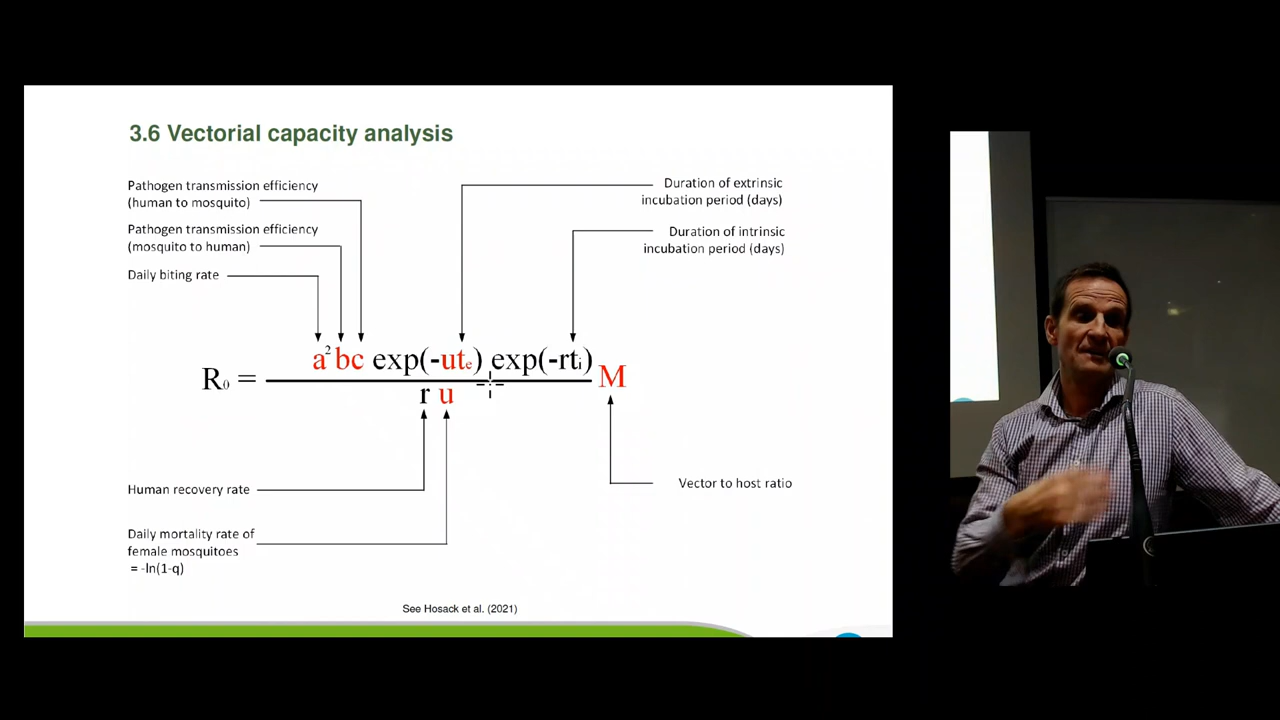 3.6 Vectorial capacity analysis
Pathogen transmission efficiency
(human to mosquito)
Pathogen transmission efficiency
(mosquito to human)
Daily biting rate
Duration of extrinsic
incubation period (days)
Duration of intrinsic
incubation period (days)
R₀ = a²bc exp(-utₑ) exp(-rtᵢ) / r u M
Human recovery rate
Daily mortality rate of
female mosquitoes
= -ln(1-q)
Vector to host ratio
See Hosack et al. (2021)